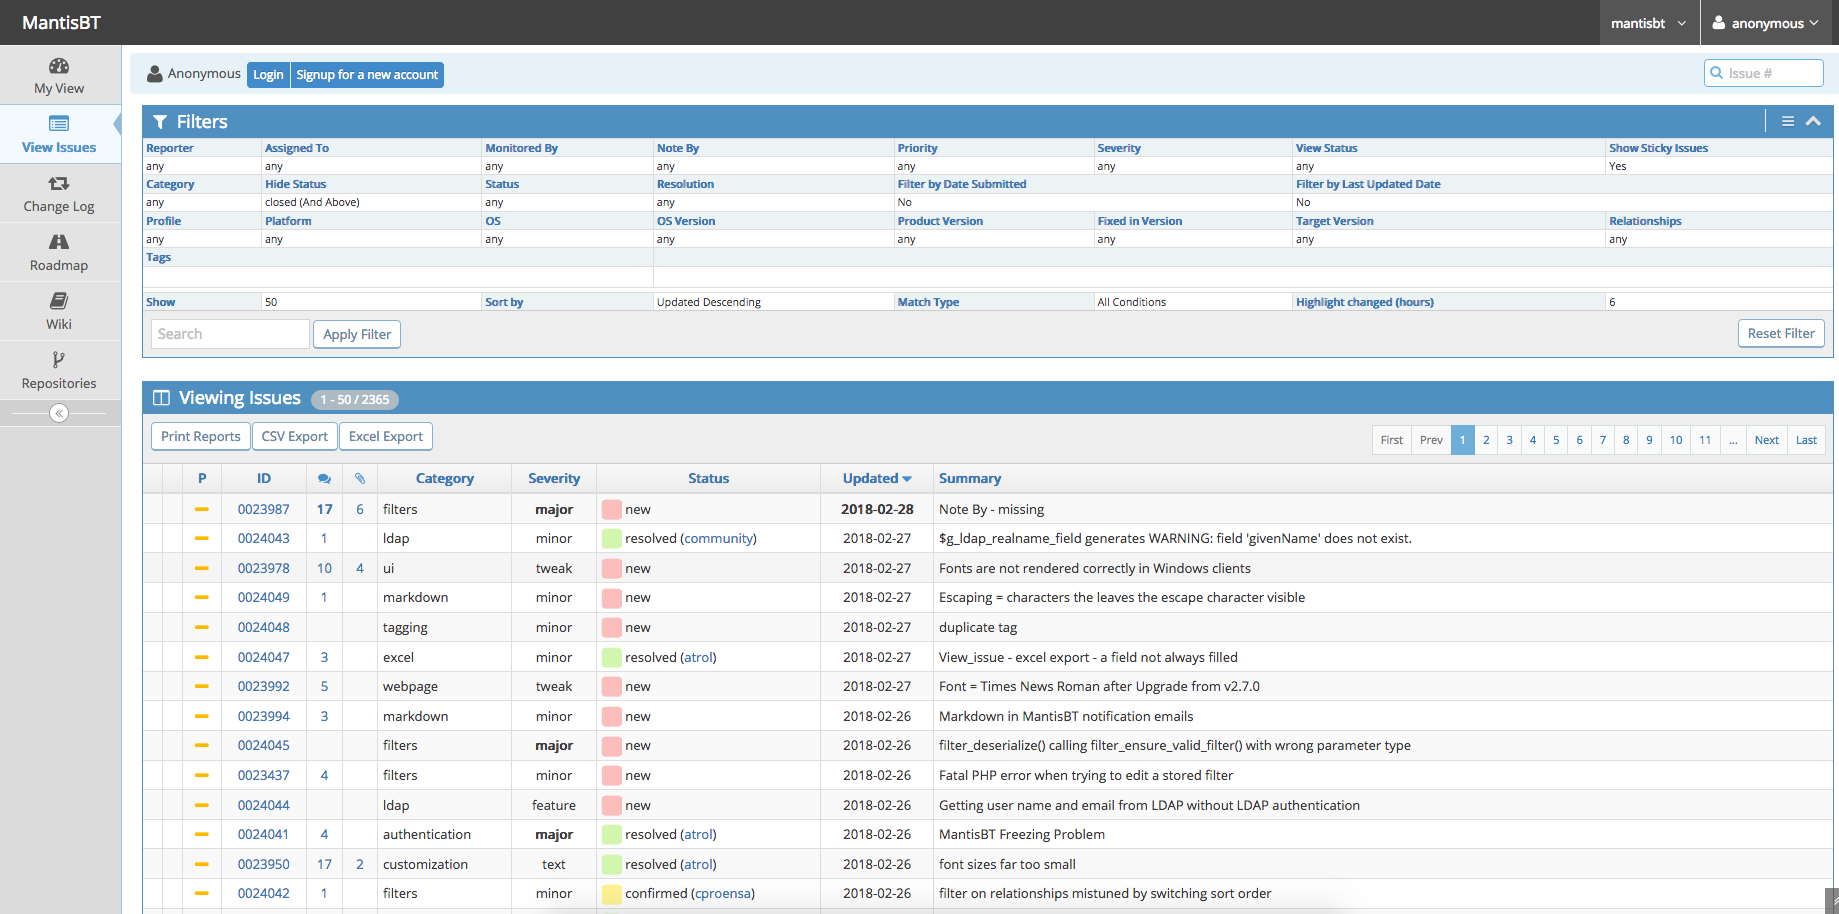 MantisBT mantisbt anonymous
My View
View Issues
Change Log
Roadmap
Wiki
Repositories
Anonymous Login Signup for a new account Issue #
Filters
Reporter Assigned To Monitored By Note By Priority Severity View Status Show Sticky Issues
any any any any any any any Yes
Category Hide Status Status Resolution Filter by Date Submitted Filter by Last Updated Date
any closed (And Above) any any No No
Profile Platform OS OS Version Product Version Fixed in Version Target Version Relationships
any any any any any any any any
Tags
Show 50 Sort by Updated Descending Match Type All Conditions Highlight changed (hours) 6
Search Apply Filter Reset Filter
Viewing Issues 1 - 50 / 2365
Print Reports CSV Export Excel Export First Prev 1 2 3 4 5 6 7 8 9 10 11 ... Next Last
P ID Category Severity Status Updated Summary
0023987 17 6 filters major new 2018-02-28 Note By - missing
0024043 1 ldap minor resolved (community) 2018-02-27 $g_ldap_realname_field generates WARNING: field 'givenName' does not exist.
0023978 10 4 ui tweak new 2018-02-27 Fonts are not rendered correctly in Windows clients
0024049 1 markdown minor new 2018-02-27 Escaping = characters the leaves the escape character visible
0024048 tagging minor new 2018-02-27 duplicate tag
0024047 3 excel minor resolved (atrol) 2018-02-27 View_issue - excel export - a field not always filled
0023992 5 webpage tweak new 2018-02-27 Font = Times News Roman after Upgrade from v2.7.0
0023994 3 markdown minor new 2018-02-26 Markdown in MantisBT notification emails
0024045 filters major new 2018-02-26 filter_deserialize() calling filter_ensure_valid_filter() with wrong parameter type
0023437 4 filters minor new 2018-02-26 Fatal PHP error when trying to edit a stored filter
0024044 ldap feature new 2018-02-26 Getting user name and email from LDAP without LDAP authentication
0024041 4 authentication major resolved (atrol) 2018-02-26 MantisBT Freezing Problem
0023950 17 2 customization text resolved (atrol) 2018-02-26 font sizes far too small
0024042 1 filters minor confirmed (cproensa) 2018-02-26 filter on relationships mistuned by switching sort order